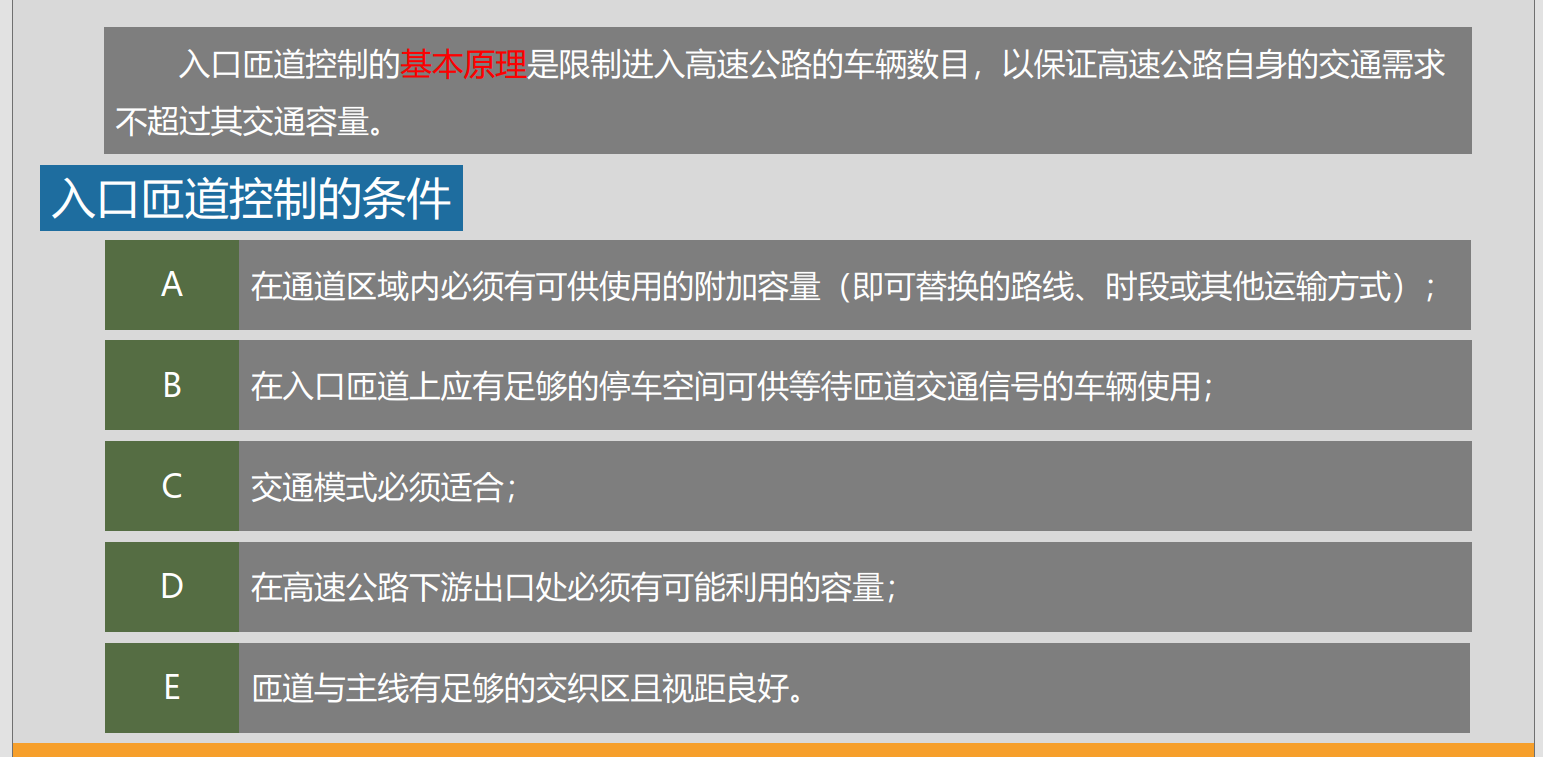 入口匝道控制的基本原理是限制进入高速公路的车辆数目，以保证高速公路自身的交通需求
不超过其交通容量。
入口匝道控制的条件
A 在通道区域内必须有可供使用的附加容量（即可替换的路线、时段或其他运输方式）；
B 在入口匝道上应有足够的停车空间可供等待匝道交通信号的车辆使用；
C 交通模式必须适合；
D 在高速公路下游出口处必须有可能利用的容量；
E 匝道与主线有足够的交织区且视距良好。